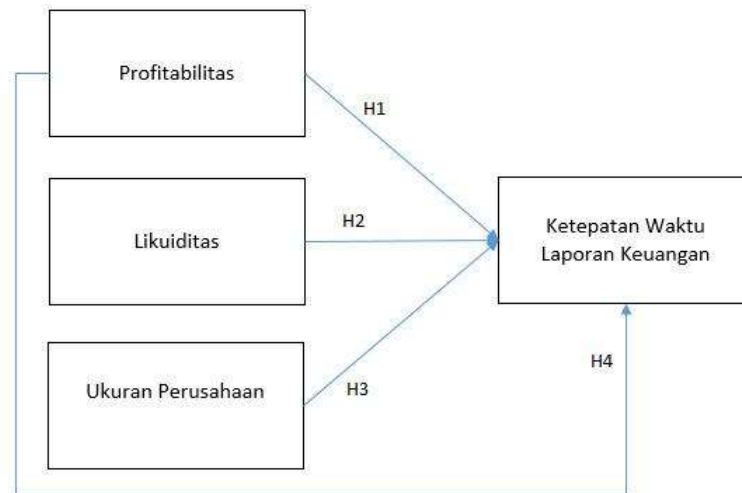 Profitabilitas
H1
Likuiditas
H2
Ketepatan Waktu
Laporan Keuangan
Ukuran Perusahaan
H3
H4